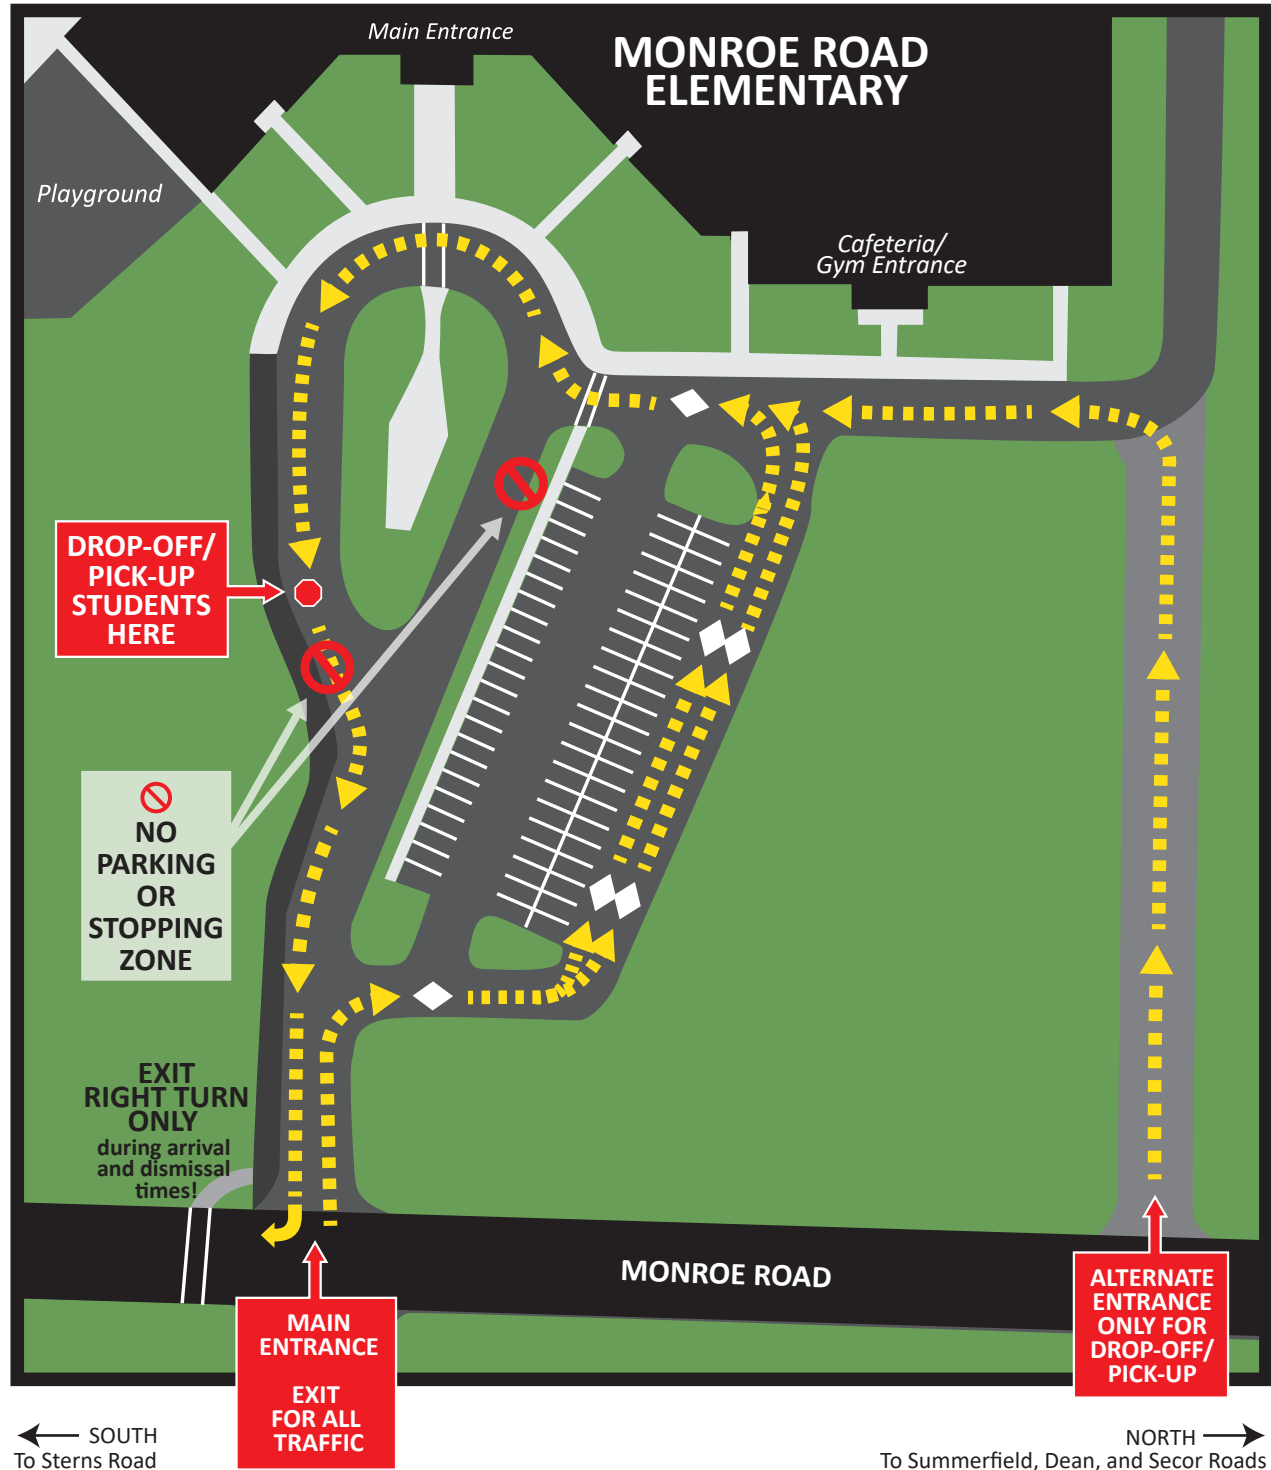 Main Entrance
MONROE ROAD
ELEMENTARY
Playground
Cafeteria/
Gym Entrance
DROP-OFF/
PICK-UP
STUDENTS
HERE
NO
PARKING
OR
STOPPING
ZONE
EXIT
RIGHT TURN
ONLY
during arrival
and dismissal
times!
MONROE ROAD
MAIN
ENTRANCE
EXIT
FOR ALL
TRAFFIC
ALTERNATE
ENTRANCE
ONLY FOR
DROP-OFF/
PICK-UP
SOUTH
To Sterns Road
NORTH
To Summerfield, Dean, and Secor Roads